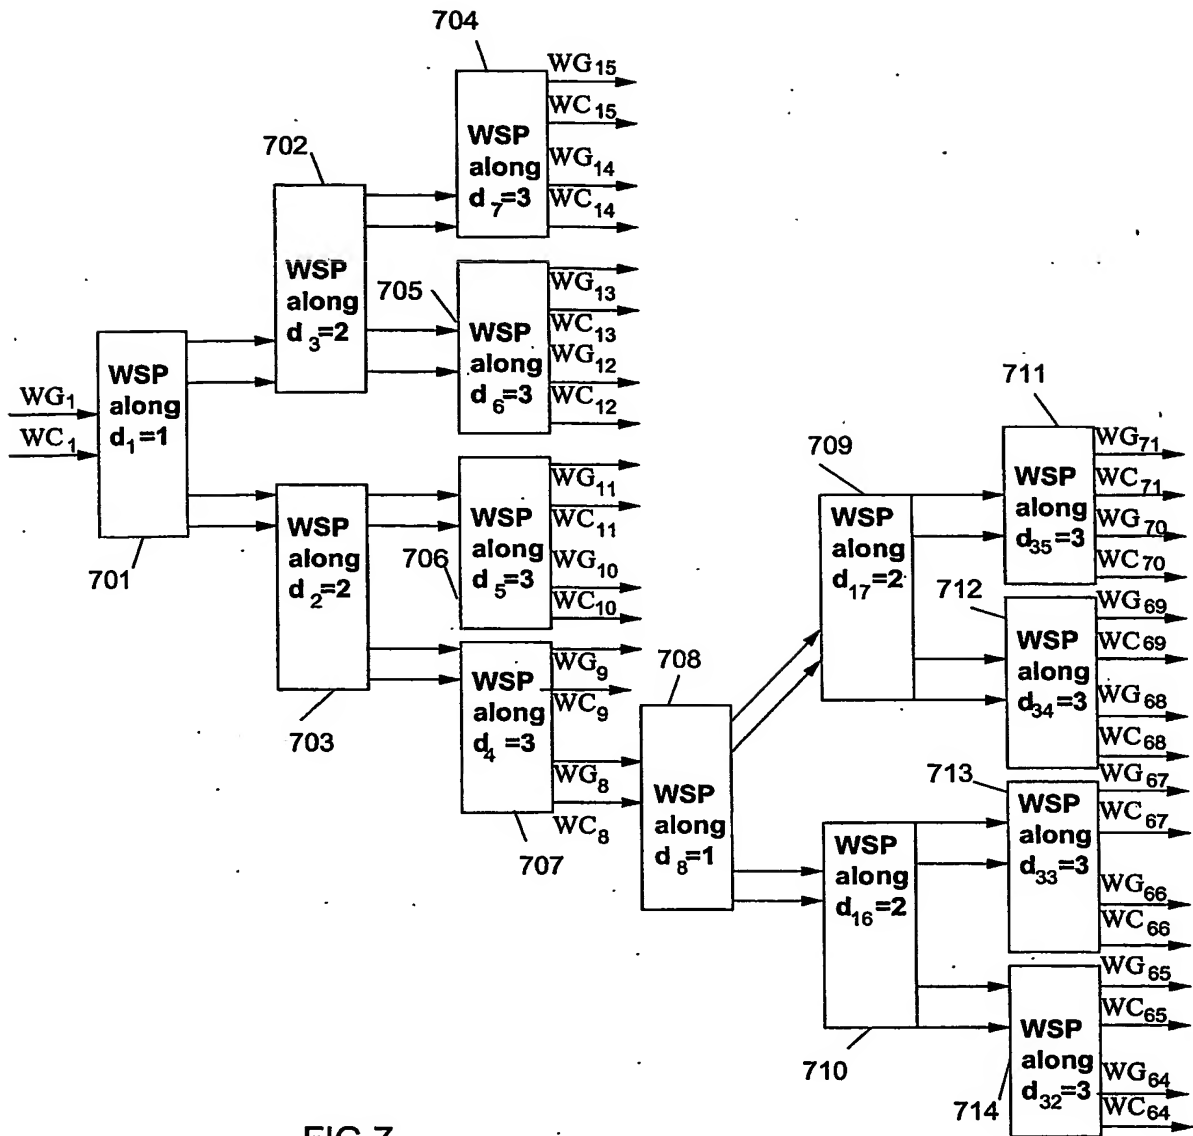 704
WG15
WC15
WSP
along
d7=3
WG14
WC14
702
WSP
along
d3=2
705
WG13
WC13
WSP
along
d6=3
WG12
WC12
WG1
WC1
WSP
along
d1=1
701
WSP
along
d2=2
703
706
WSP
along
d5=3
WG11
WC11
WG10
WC10
WSP
along
d4=3
WG9
WC9
WG8
WC8
707
708
WSP
along
d8=1
709
WSP
along
d17=2
710
WSP
along
d16=2
711
WSP
along
d35=3
WG71
WC71
WG70
WC70
712
WSP
along
d34=3
WG69
WC69
WG68
WC68
713
WSP
along
d33=3
WG67
WC67
WG66
WC66
714
WSP
along
d32=3
WG65
WC65
WG64
WC64